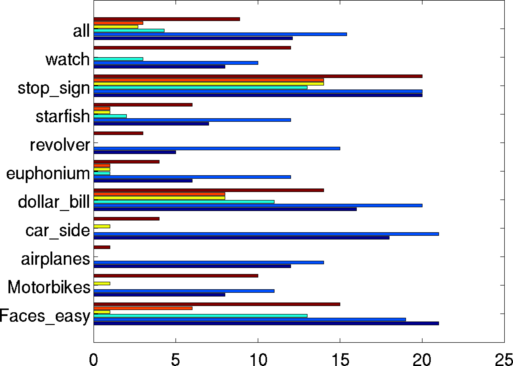 all
watch
stop_sign
starfish
revolver
euphonium
dollar_bill
car_side
airplanes
Motorbikes
Faces_easy
0 5 10 15 20 25